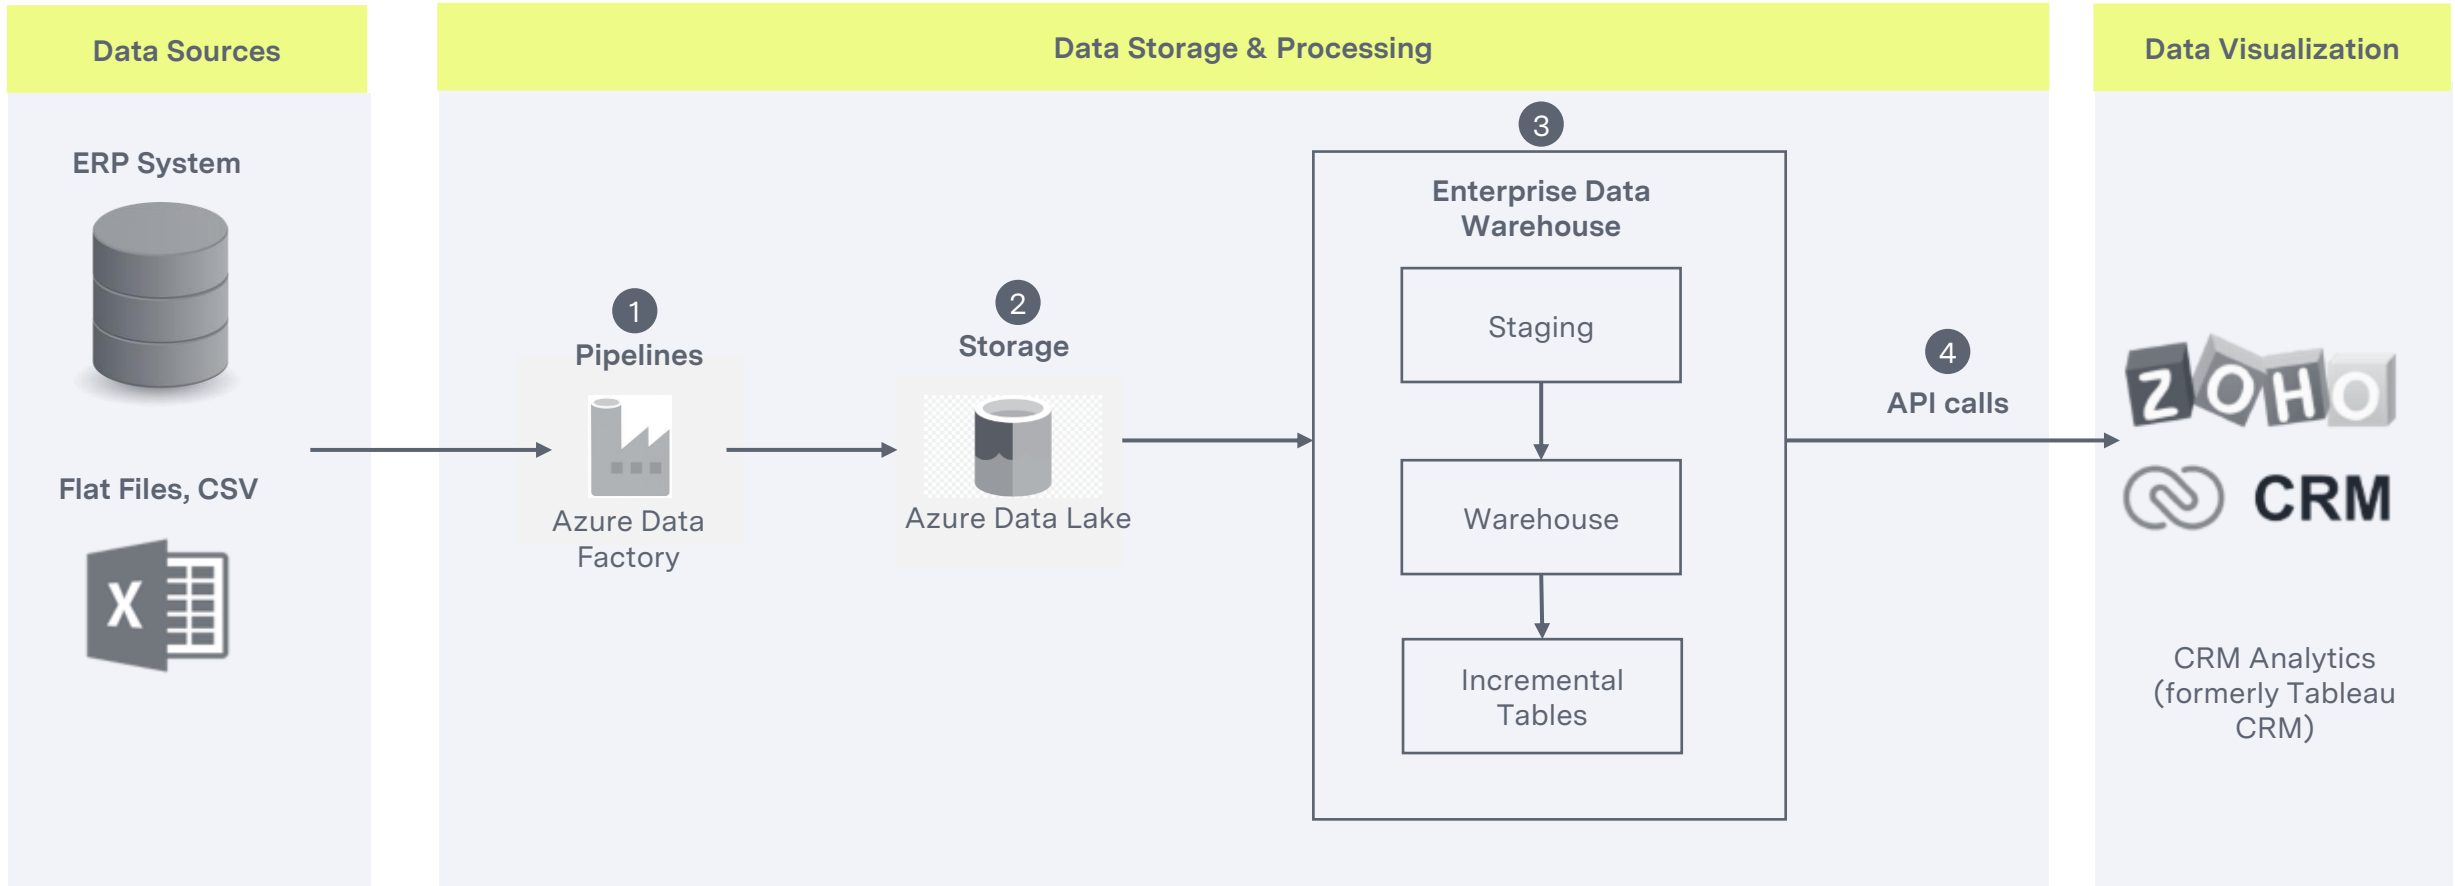 Data Sources
Data Storage & Processing
Data Visualization
ERP System
Flat Files, CSV
X
1
Pipelines
Azure Data
Factory
2
Storage
Azure Data Lake
3
Enterprise Data
Warehouse
Staging
Warehouse
Incremental
Tables
4
API calls
ZOHO
CRM
CRM Analytics
(formerly Tableau
CRM)